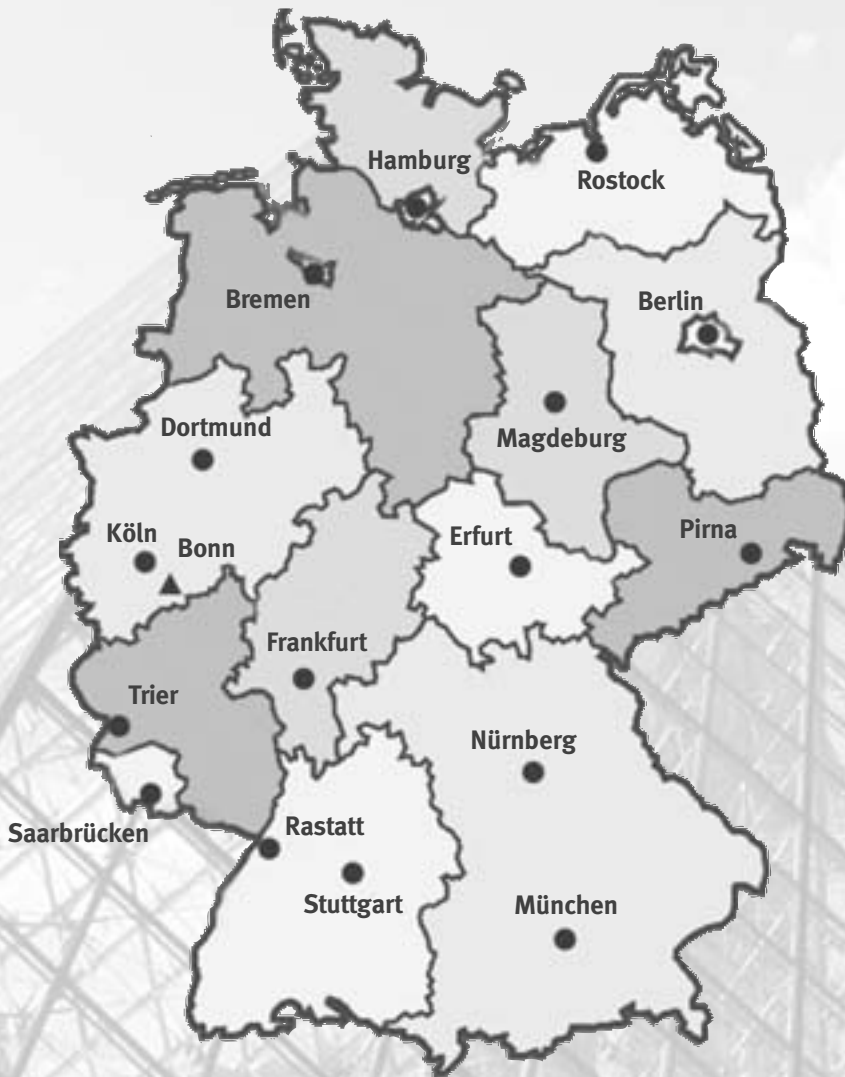 Hamburg
Rostock
Bremen
Berlin
Dortmund
Magdeburg
Köln
Bonn
Erfurt
Pirna
Frankfurt
Trier
Nürnberg
Saarbrücken
Rastatt
Stuttgart
München